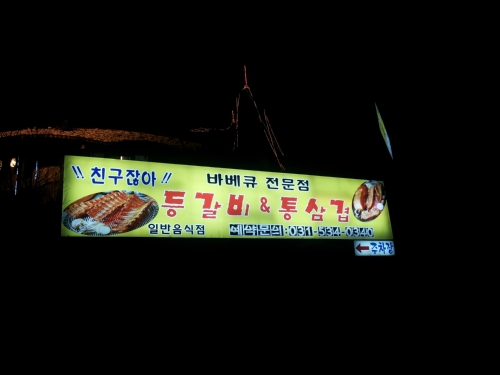 !! 친구잖아 !!
바베큐 전문점
등갈비 & 통삼겹
일반음식점
예약문의:031-534-0340
주차장